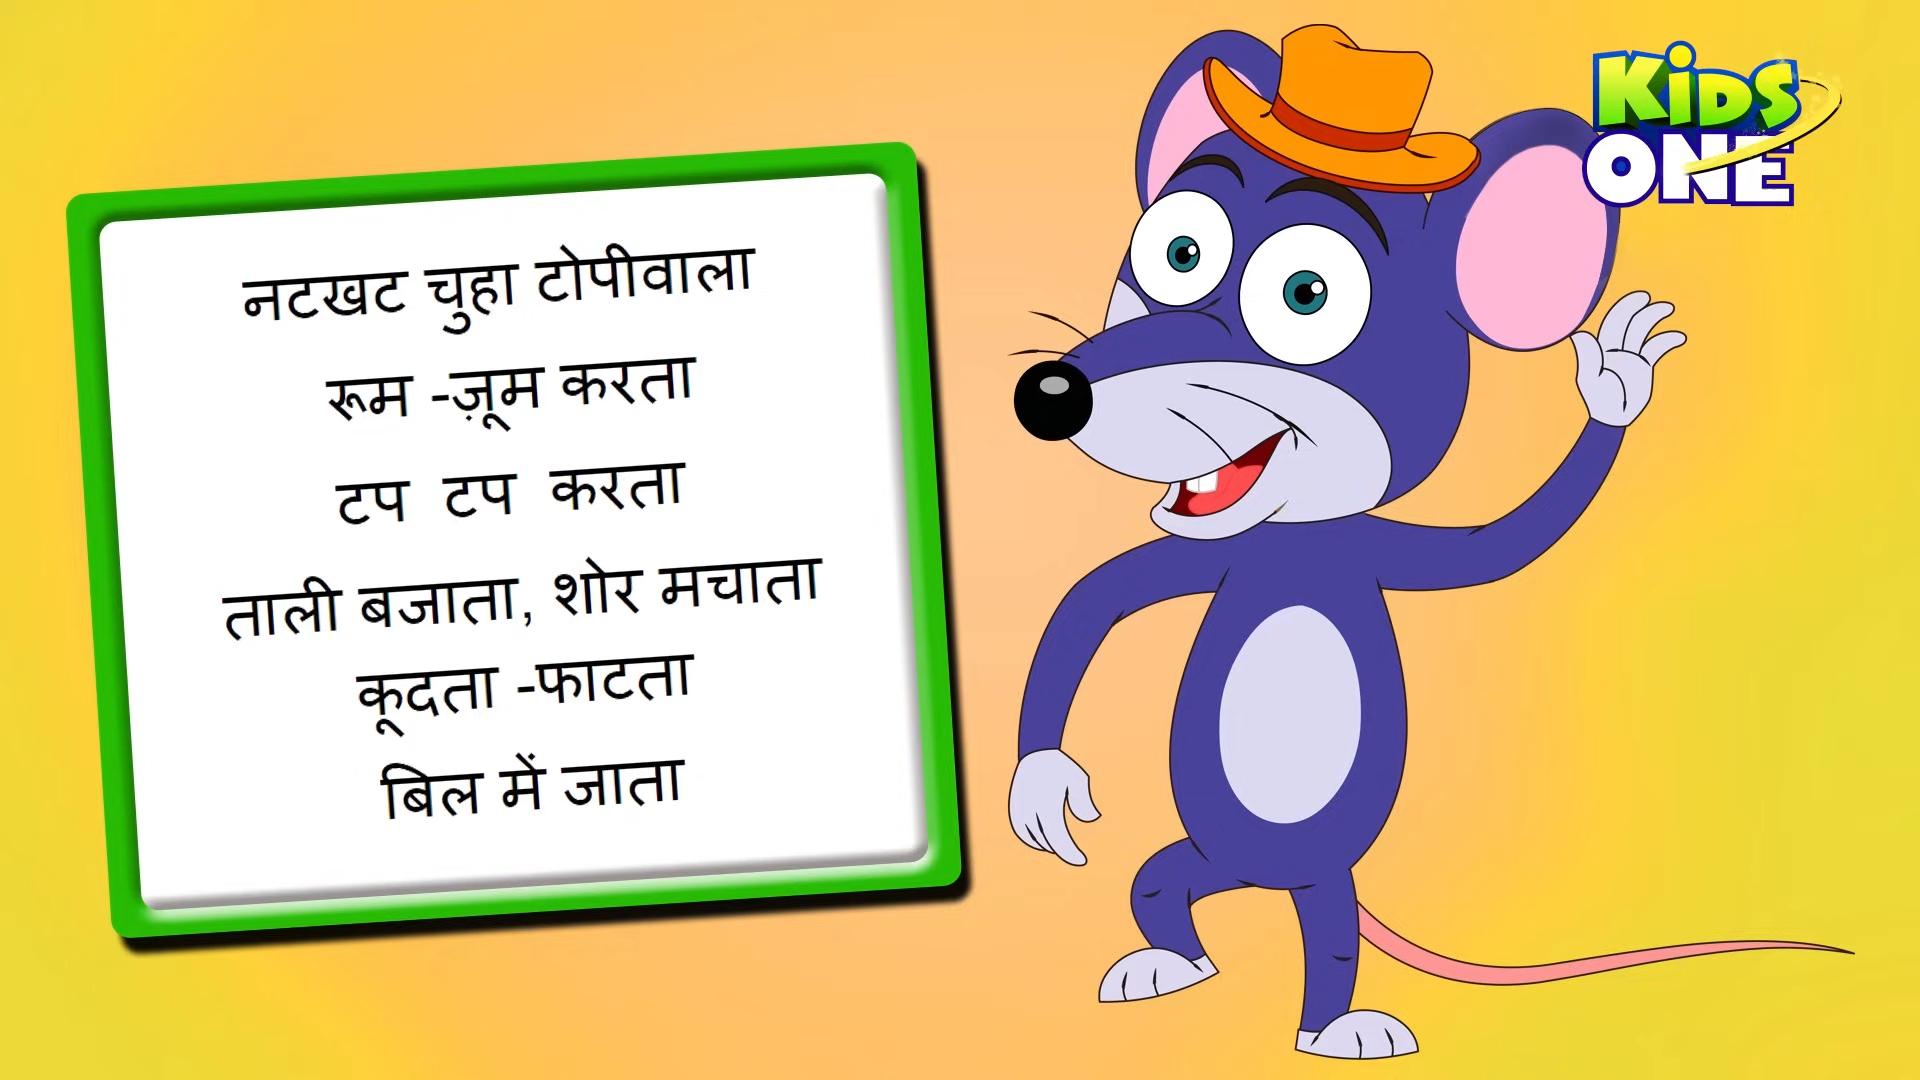 नटखट चुहा टोपीवाला
रूम -ज़ूम करता
टप टप करता
ताली बजाता, शोर मचाता
कूदता -फाटता
बिल में जाता
KiDS
ONE